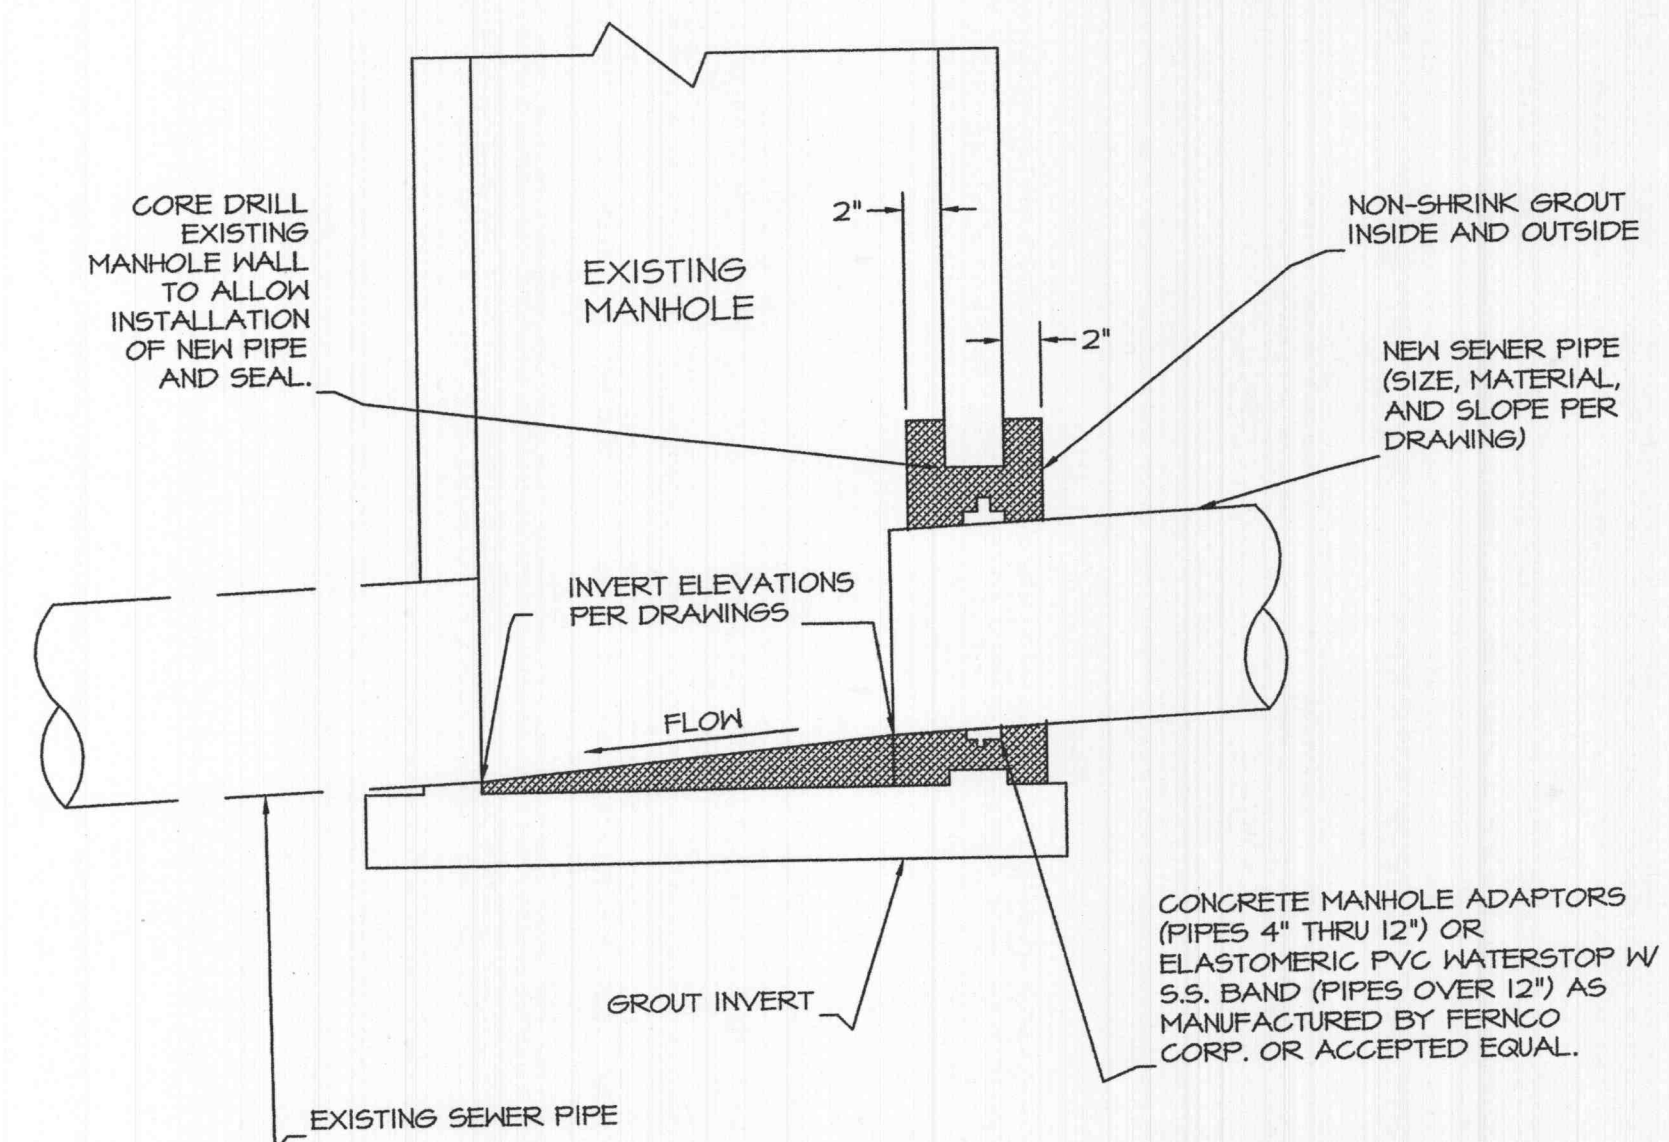 CORE DRILL
EXISTING
MANHOLE WALL
TO ALLOW
INSTALLATION
OF NEW PIPE
AND SEAL.
EXISTING
MANHOLE
2"
2"
NON-SHRINK GROUT
INSIDE AND OUTSIDE
NEW SEWER PIPE
(SIZE, MATERIAL,
AND SLOPE PER
DRAWING)
INVERT ELEVATIONS
PER DRAWINGS
FLOW
GROUT INVERT
CONCRETE MANHOLE ADAPTORS
(PIPES 4" THRU 12") OR
ELASTOMERIC PVC WATERSTOP W/
S.S. BAND (PIPES OVER 12") AS
MANUFACTURED BY FERNCO
CORP. OR ACCEPTED EQUAL.
EXISTING SEWER PIPE